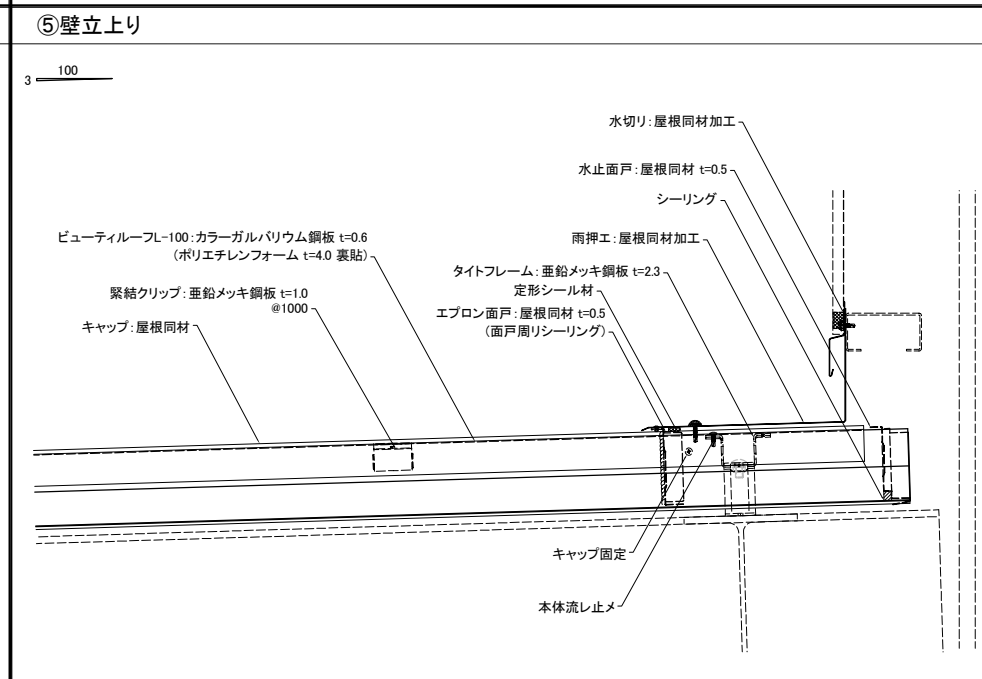 ⑤壁立上り
100
3
水切リ：屋根同材加工
水止面戸：屋根同材 t=0.5
シーリング
ビューティルーフL-100：カラーガルバリウム鋼板 t=0.6
(ポリエチレンフォーム t=4.0 裏貼)
雨押エ：屋根同材加工
タイトフレーム：亜鉛メッキ鋼板 t=2.3
定形シール材
緊結クリップ：亜鉛メッキ鋼板 t=1.0
@1000
エプロン面戸：屋根同材 t=0.5
(面戸周リシーリング)
キャップ：屋根同材
キャップ固定
本体流レ止メ